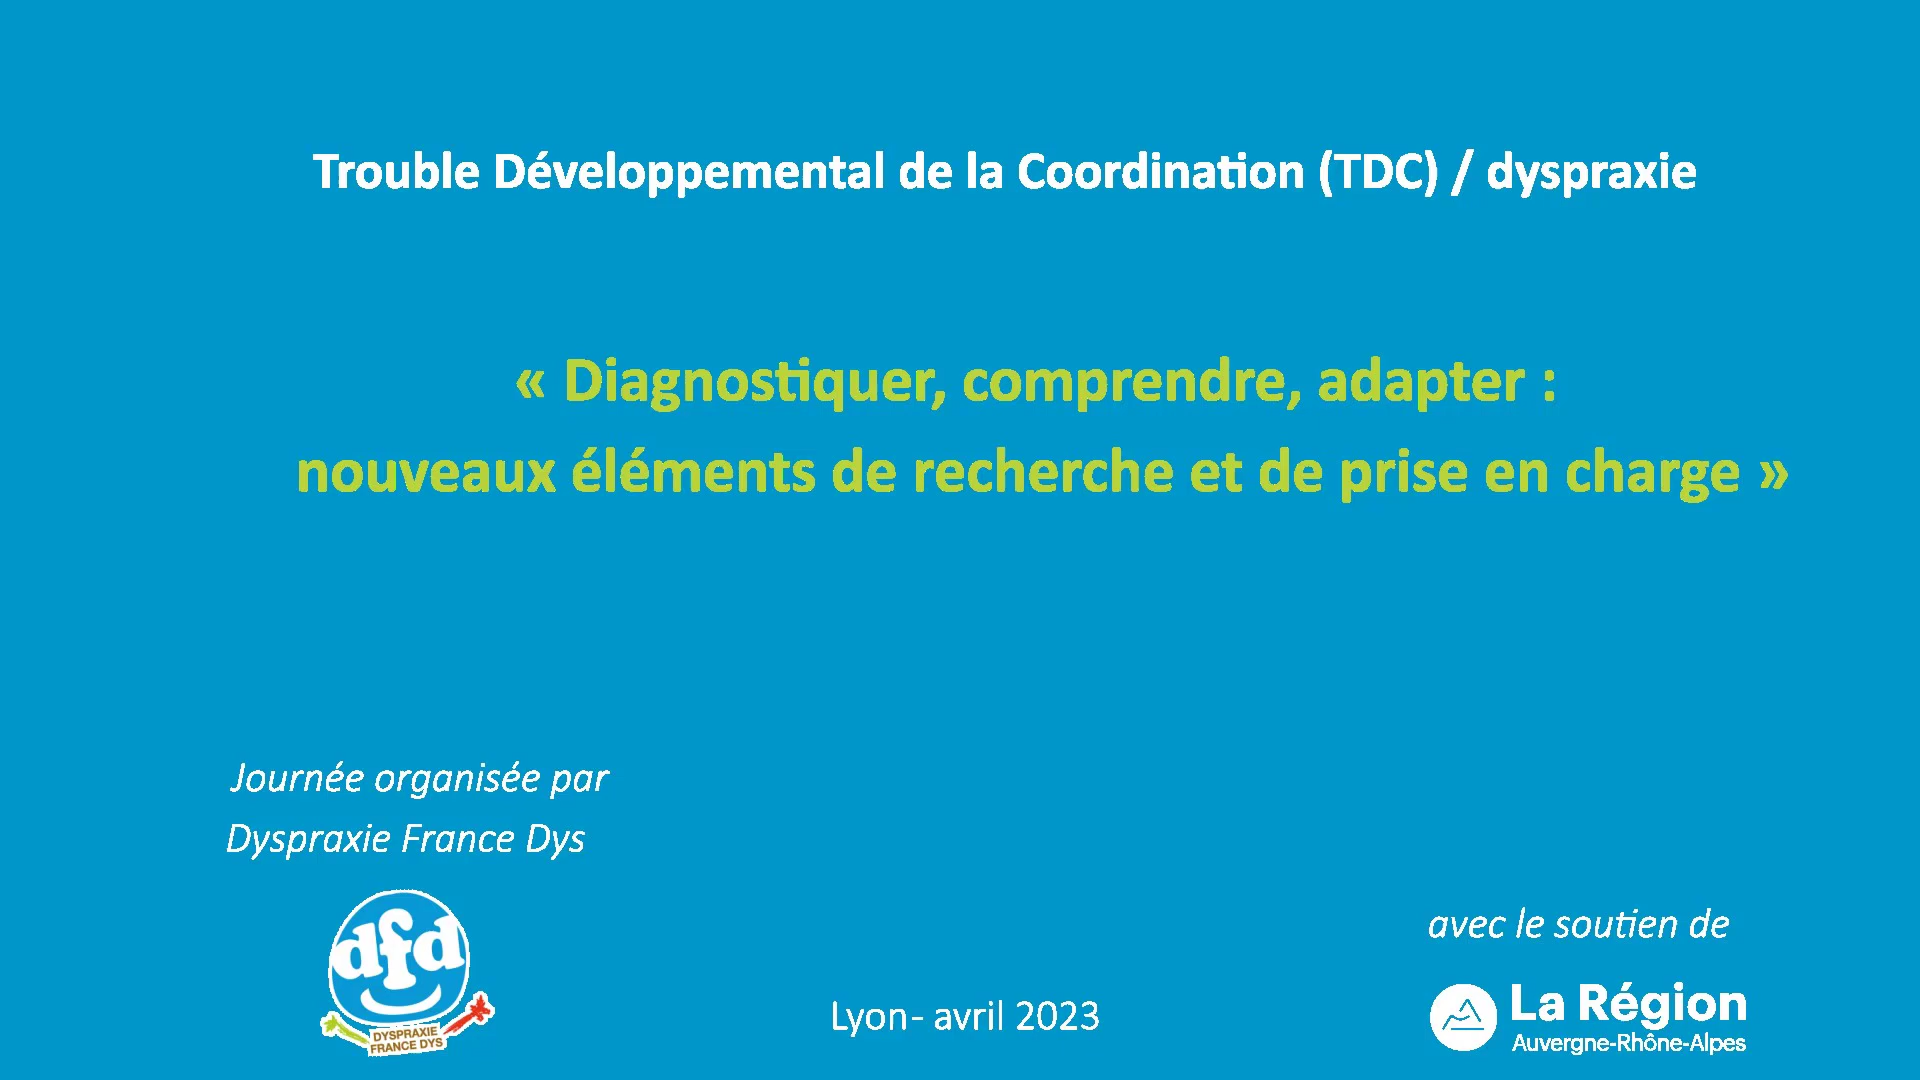 Trouble Développemental de la Coordination (TDC) / dyspraxie
« Diagnostiquer, comprendre, adapter :
nouveaux éléments de recherche et de prise en charge »
Journée organisée par
Dyspraxie France Dys
dfd
DYSPRAXIE
FRANCE DYS
Lyon- avril 2023
avec le soutien de
La Région
Auvergne-Rhône-Alpes